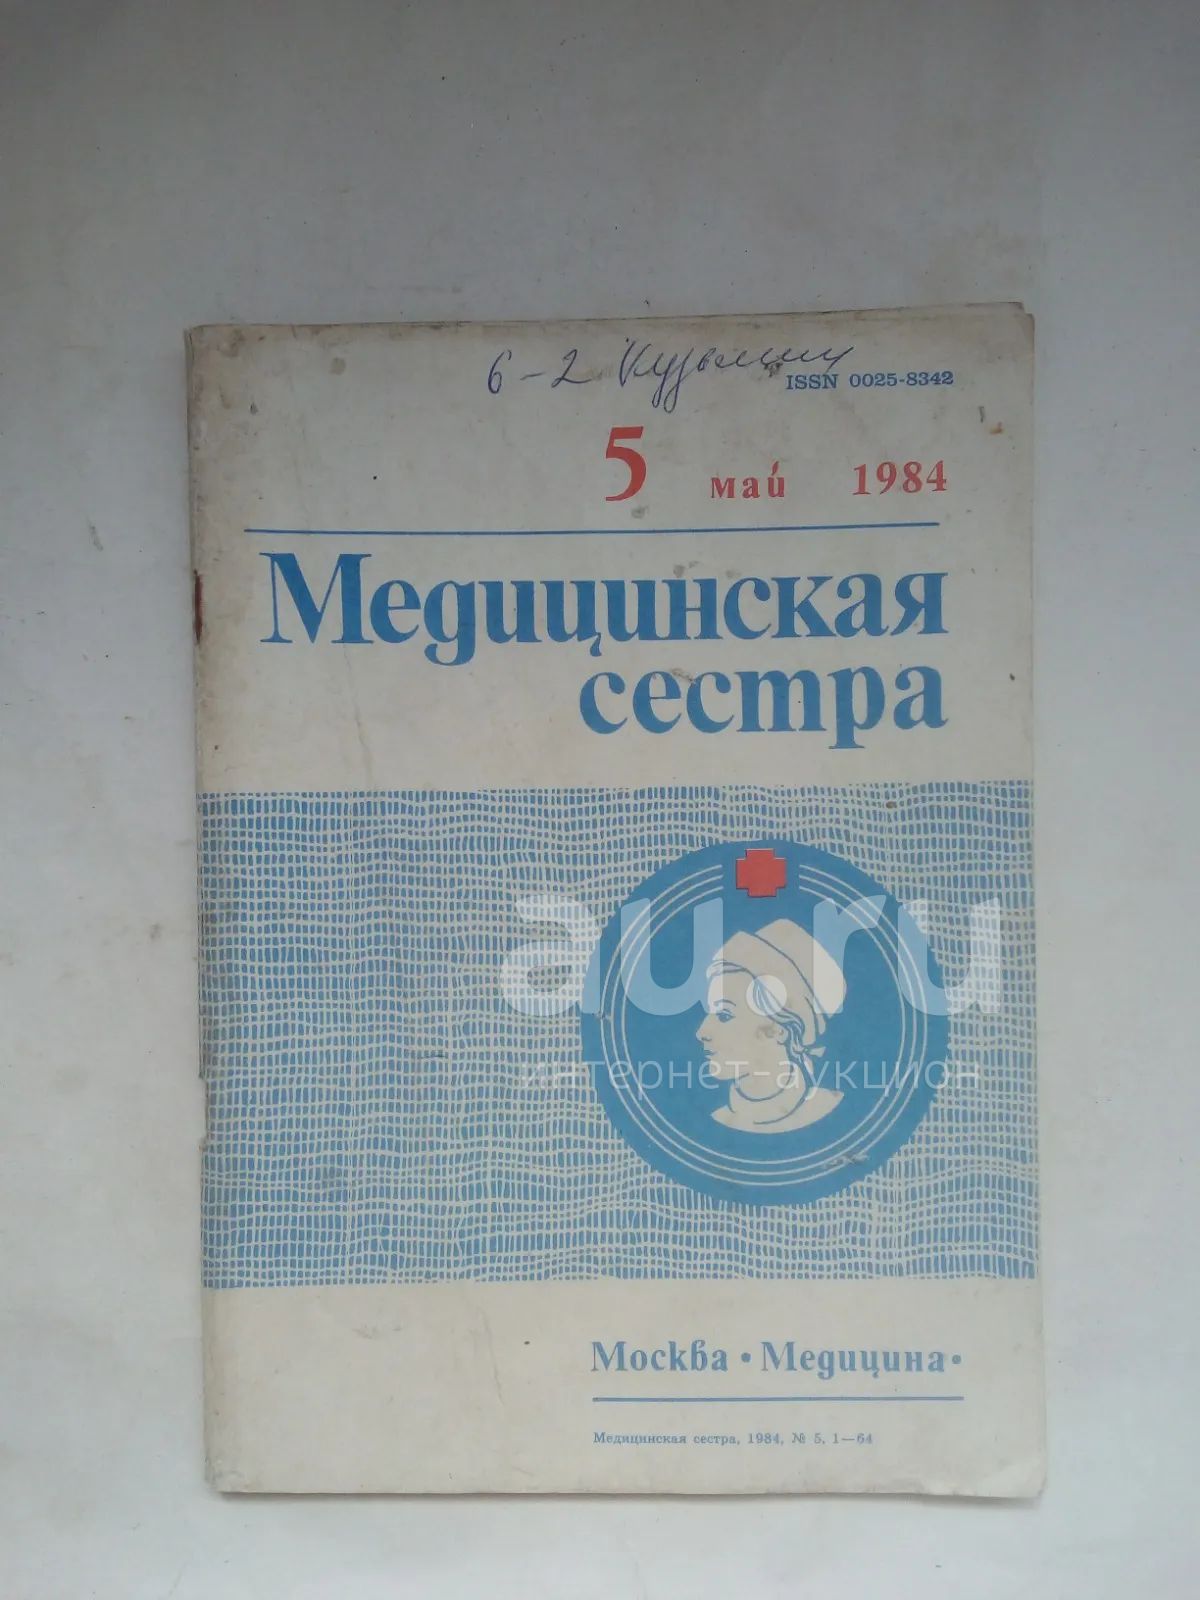 6-2 Кузьмин
ISSN 0025-8342
5 май 1984
Медицинская
сестра
au.ru
интернет-аукцион
Москва • Медицина •
Медицинская сестра, 1984, № 5, 1—64